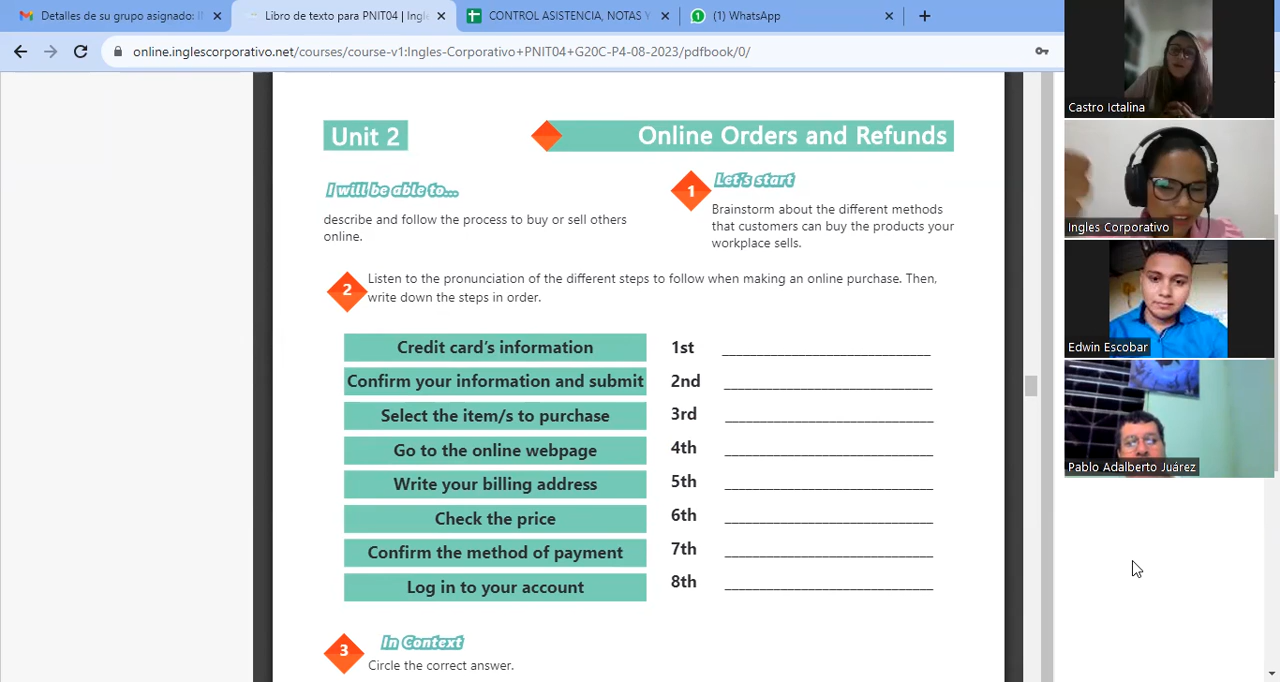 Detalles de su grupo asignado: I
Libro de texto para PNIT04 | Ingl
CONTROL ASISTENCIA, NOTAS Y
(1) WhatsApp
online.inglescorporativo.net/courses/course-v1:Ingles-Corporativo+PNIT04+G20C-P4-08-2023/pdfbook/0/
Unit 2
Online Orders and Refunds
I will be able to...
describe and follow the process to buy or sell others
online.
1
Let's start
Brainstorm about the different methods
that customers can buy the products your
workplace sells.
2
Listen to the pronunciation of the different steps to follow when making an online purchase. Then,
write down the steps in order.
Credit card's information
Confirm your information and submit
Select the item/s to purchase
Go to the online webpage
Write your billing address
Check the price
Confirm the method of payment
Log in to your account
1st
2nd
3rd
4th
5th
6th
7th
8th
3
In Context
Circle the correct answer.
Castro Ictalina
Ingles Corporativo
Edwin Escobar
Pablo Adalberto Juárez